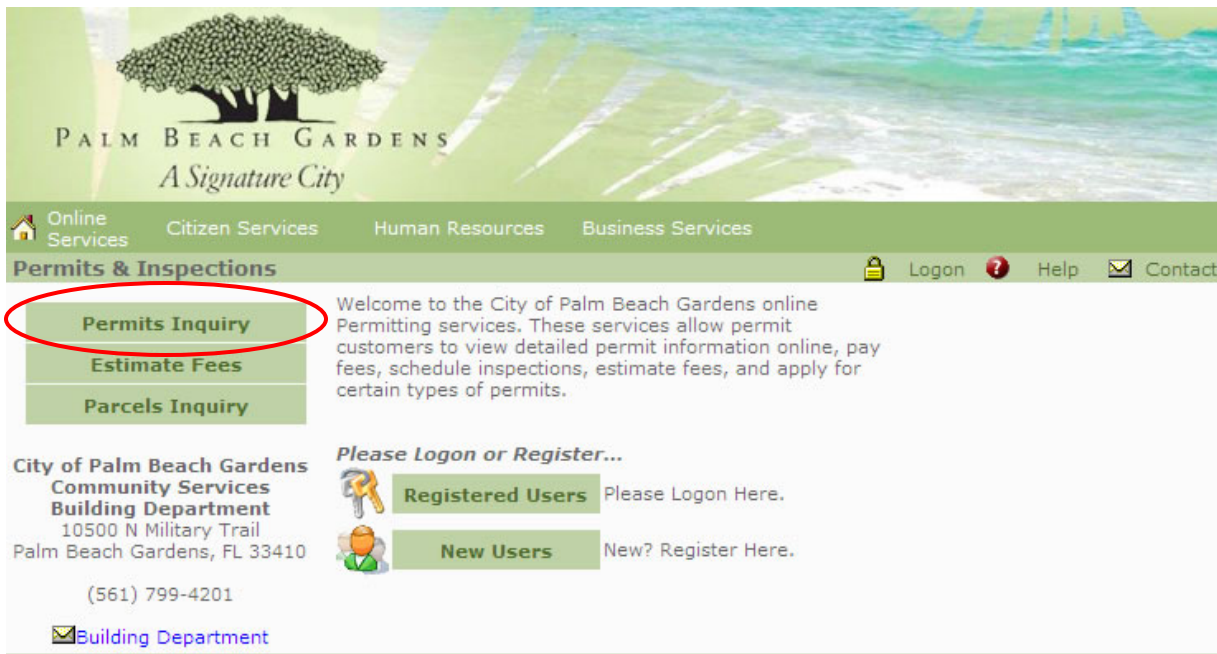 PALM BEACH GARDENS
A Signature City
Online
Services
Citizen Services
Human Resources
Business Services
Permits & Inspections
Logon
Help
Contact
Permits Inquiry
Estimate Fees
Parcels Inquiry
City of Palm Beach Gardens
Community Services
Building Department
10500 N Military Trail
Palm Beach Gardens, FL 33410
(561) 799-4201
Building Department
Welcome to the City of Palm Beach Gardens online
Permitting services. These services allow permit
customers to view detailed permit information online, pay
fees, schedule inspections, estimate fees, and apply for
certain types of permits.
Please Logon or Register...
Registered Users Please Logon Here.
New Users New? Register Here.